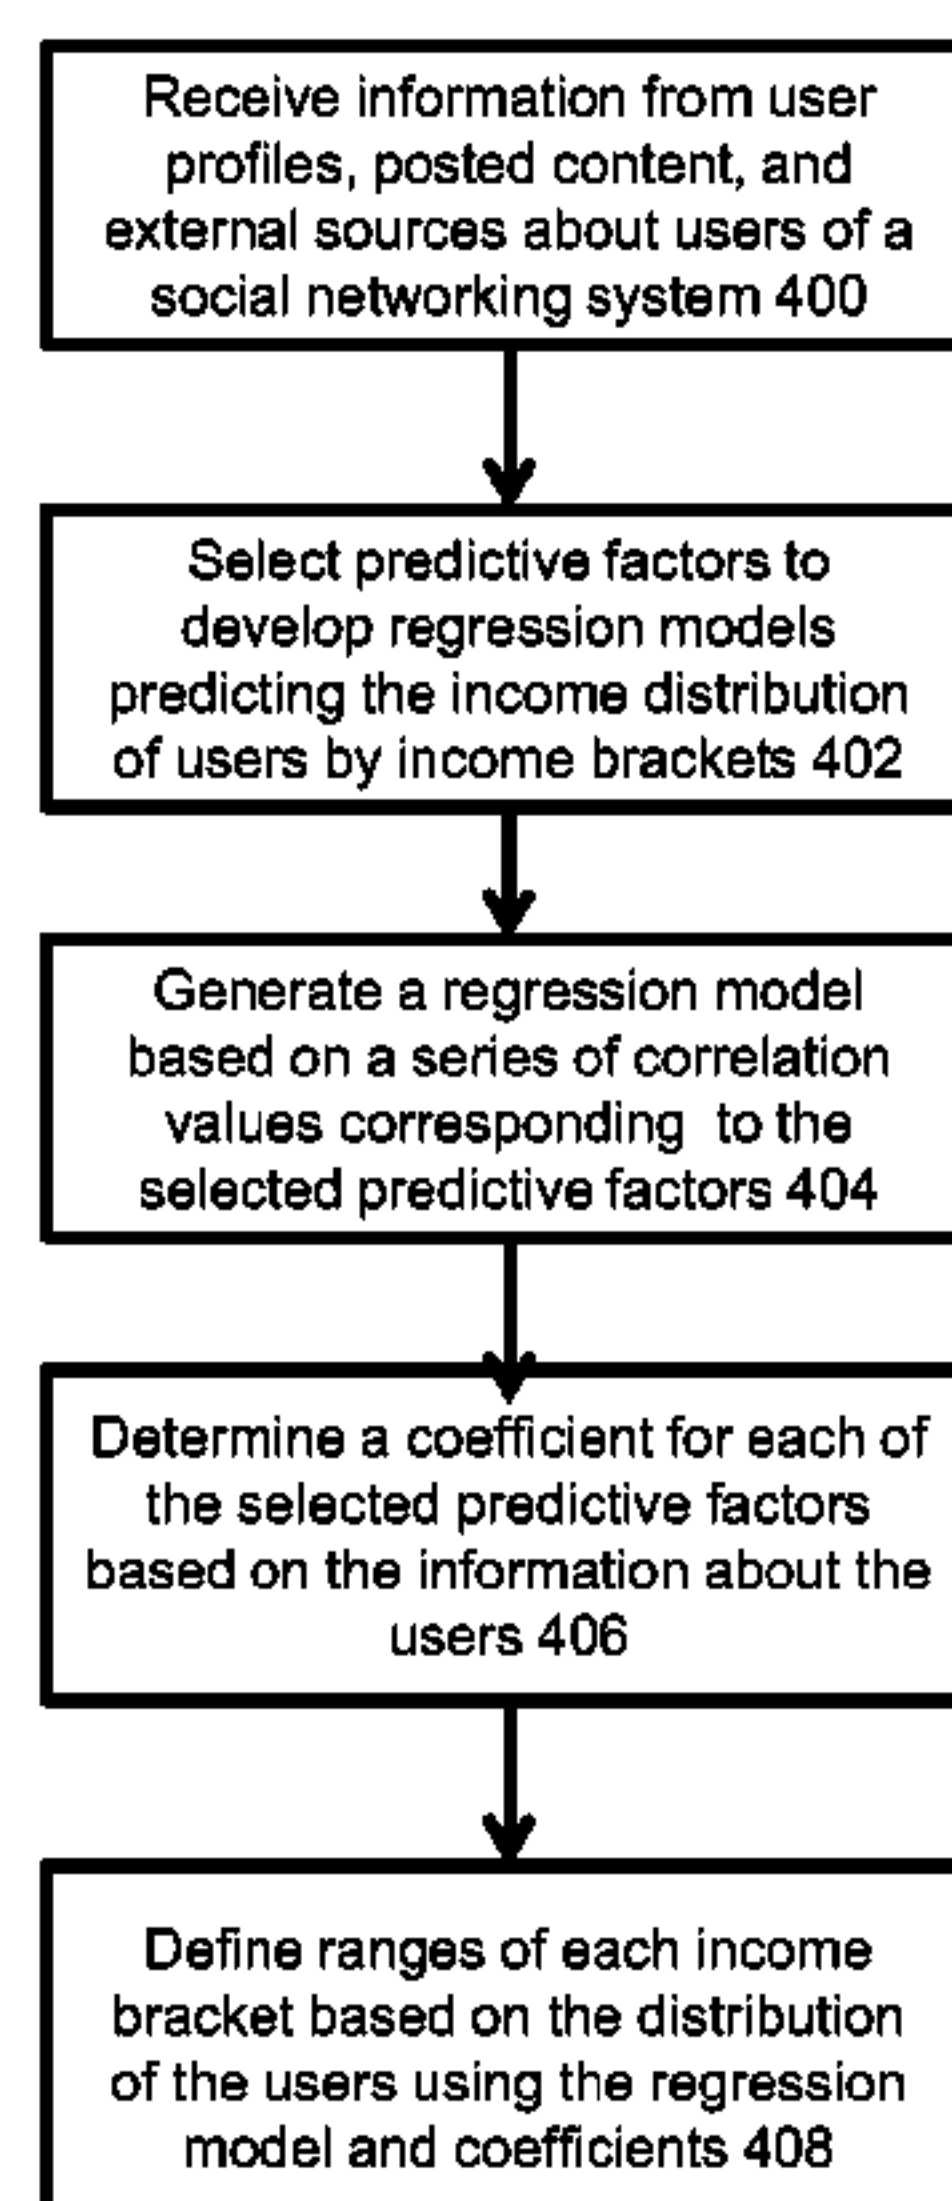 Receive information from user
profiles, posted content, and
external sources about users of a
social networking system 400
Select predictive factors to
develop regression models
predicting the income distribution
of users by income brackets 402
Generate a regression model
based on a series of correlation
values corresponding  to the
selected predictive factors 404
Determine a coefficient for each of
the selected predictive factors
based on the information about the
users 406
Define ranges of each income
bracket based on the distribution
of the users using the regression
model and coefficients 408